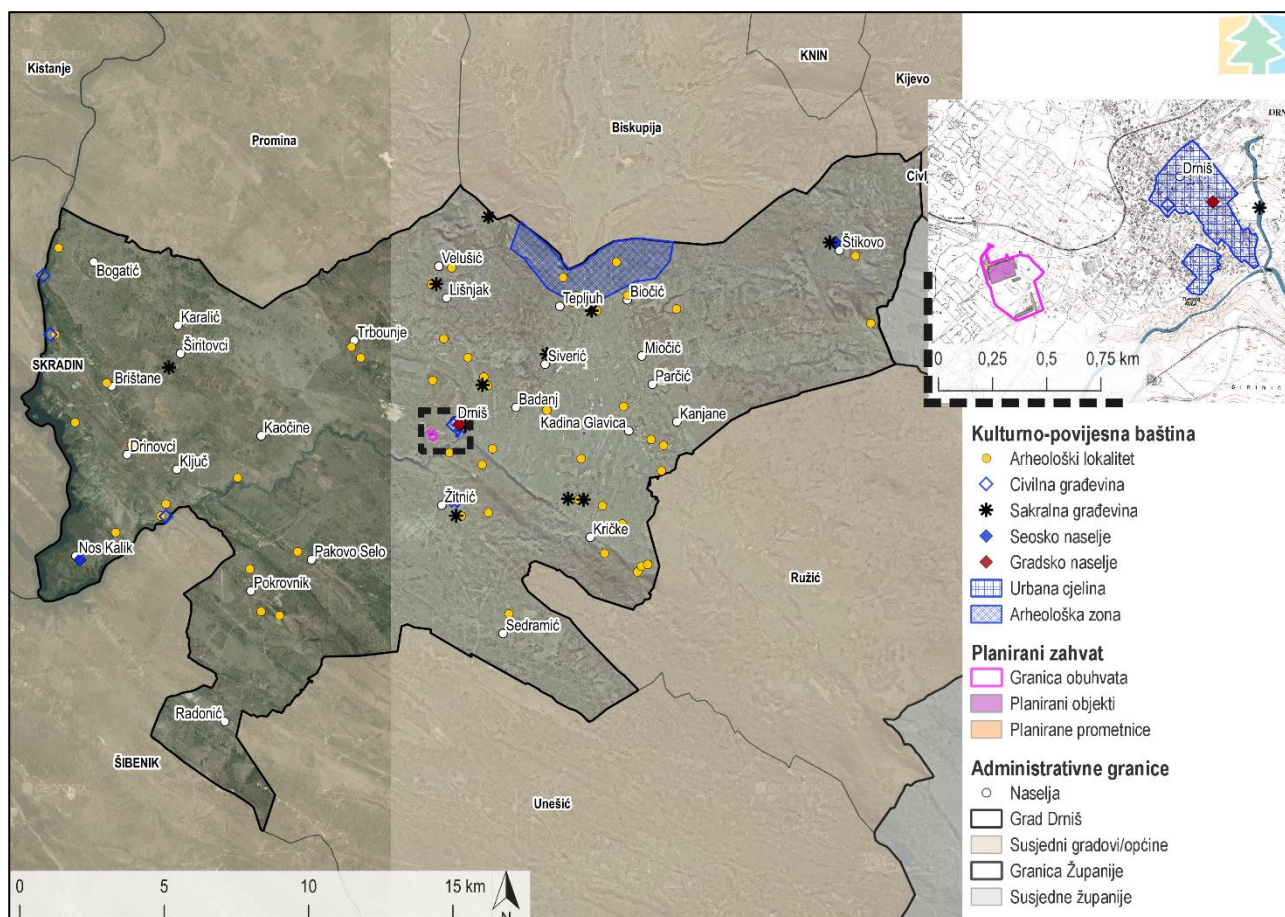 Kistanje
GEOPORTAL
KNIN
Kijevo
Promina
Biskupija
Civlj
DRN
Drniš
0 0,25 0,5 0,75 km
Štikovo
Velušić
Bogatić
Lišnjak
Tepljuh
Biočić
Karalić
Širitovci
Trbounje
SKRADIN
Brištane
Siverić
Miočić
Parčić
Badanj
Drniš
Kadina Glavica
Kanjane
Kaočine
Drinovci
Ključ
Žitnić
Kričke
Nos Kalik
Pakovo Selo
Pokrovnik
Ružić
Sedramić
Radonić
ŠIBENIK
Unešić
0 5 10 15 km
N
Kulturno-povijesna baština
Arheološki lokalitet
Civilna građevina
Sakralna građevina
Seosko naselje
Gradsko naselje
Urbana cjelina
Arheološka zona
Planirani zahvat
Granica obuhvata
Planirani objekti
Planirane prometnice
Administrativne granice
Naselja
Grad Drniš
Susjedni gradovi/općine
Granica Županije
Susjedne županije